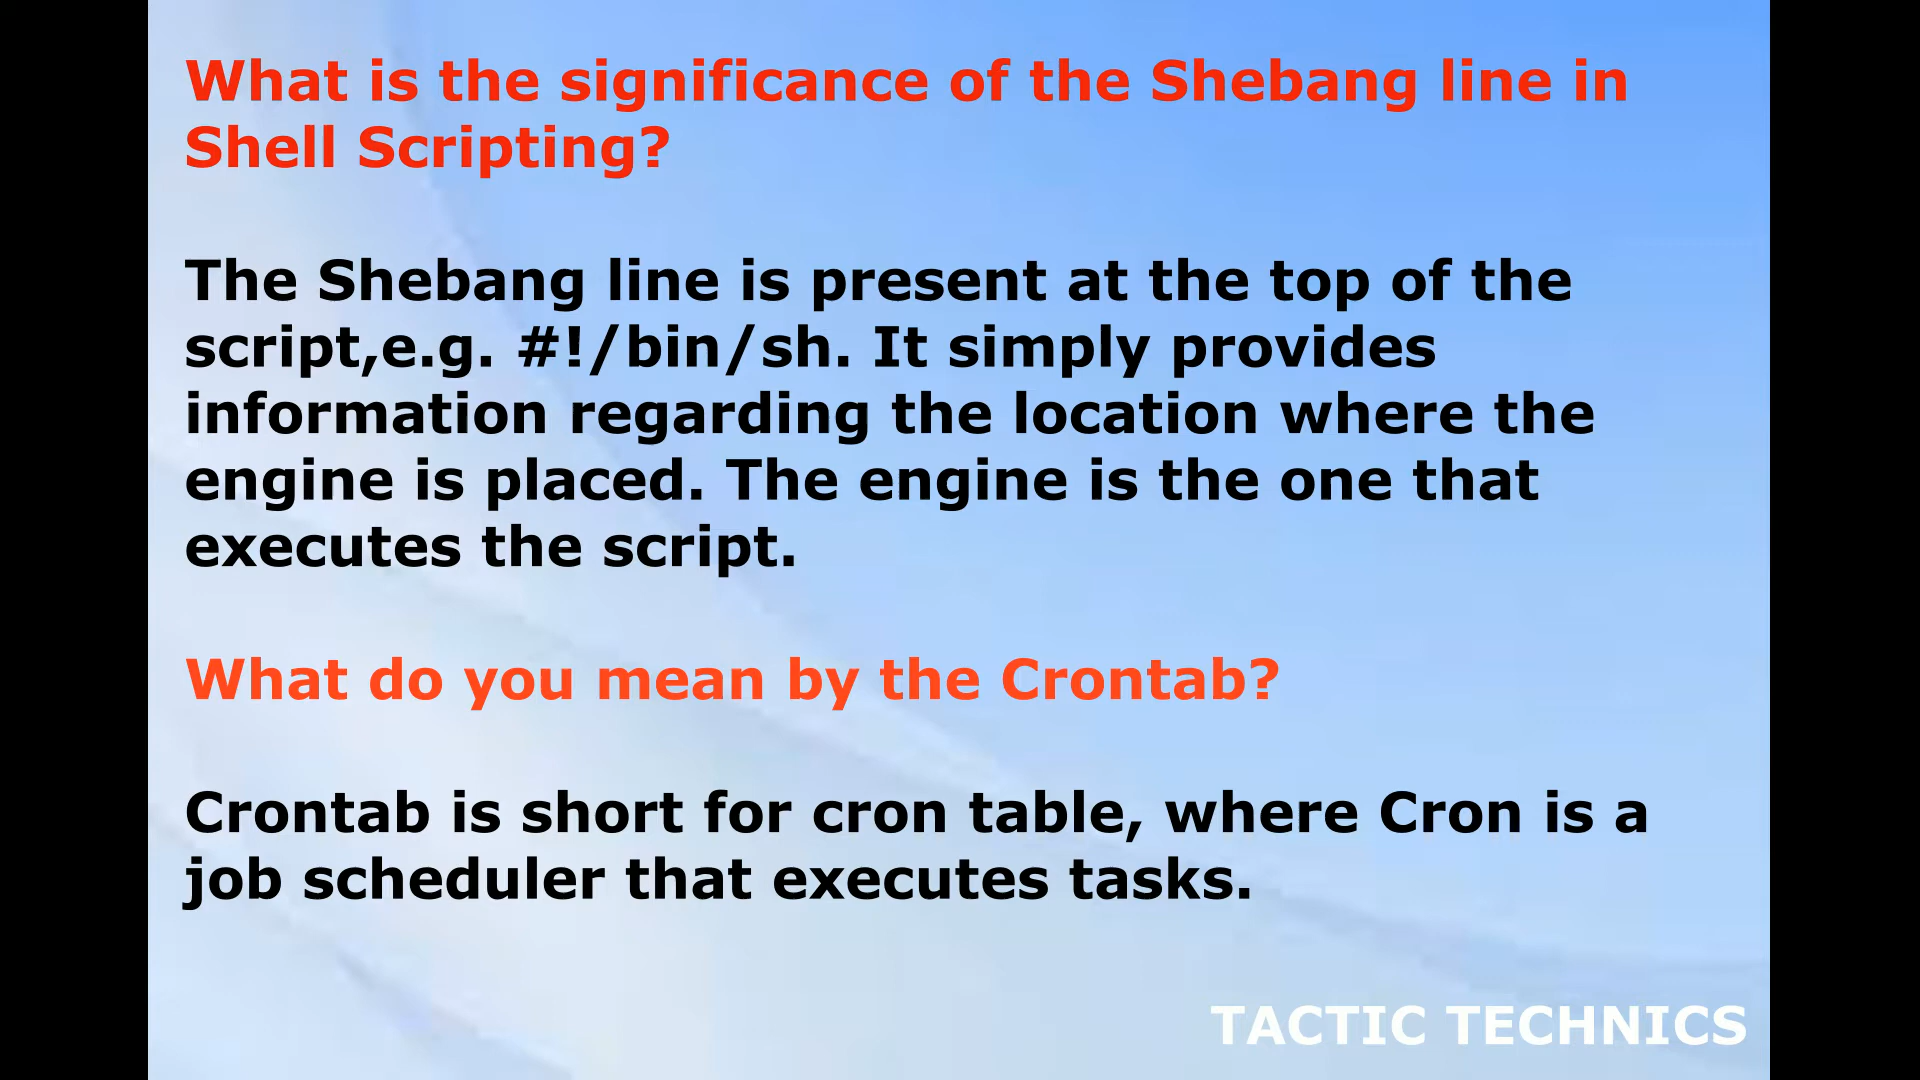 What is the significance of the Shebang line in
Shell Scripting?
The Shebang line is present at the top of the
script,e.g. #!/bin/sh. It simply provides
information regarding the location where the
engine is placed. The engine is the one that
executes the script.
What do you mean by the Crontab?
Crontab is short for cron table, where Cron is a
job scheduler that executes tasks.
TACTIC TECHNICS